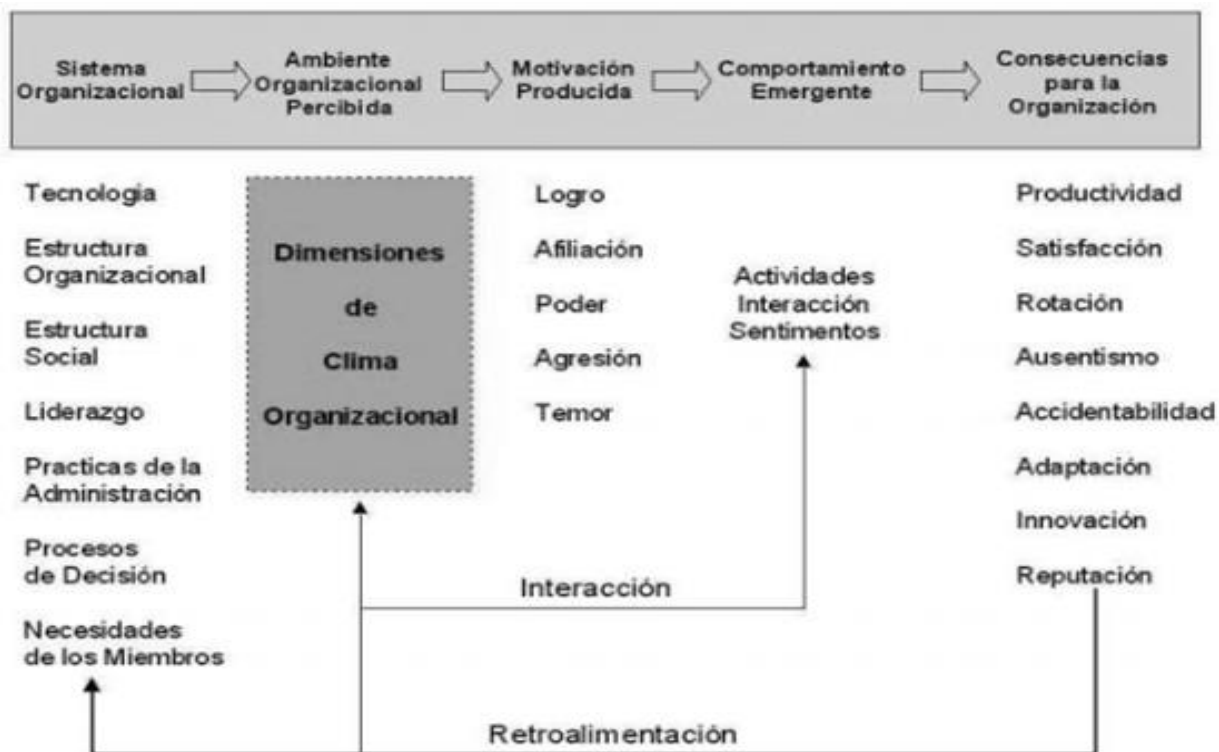 Sistema
Organizacional
Ambiente
Organizacional
Percibida
Motivación
Producida
Comportamiento
Emergente
Consecuencias
para la
Organización
Tecnología
Estructura
Organizacional
Estructura
Social
Liderazgo
Practicas de la
Administración
Procesos
de Decisión
Necesidades
de los Miembros
Dimensiones
de
Clima
Organizacional
Logro
Afiliación
Poder
Agresión
Temor
Actividades
Interacción
Sentimentos
Productividad
Satisfacción
Rotación
Ausentismo
Accidentabilidad
Adaptación
Innovación
Reputación
Interacción
Retroalimentación